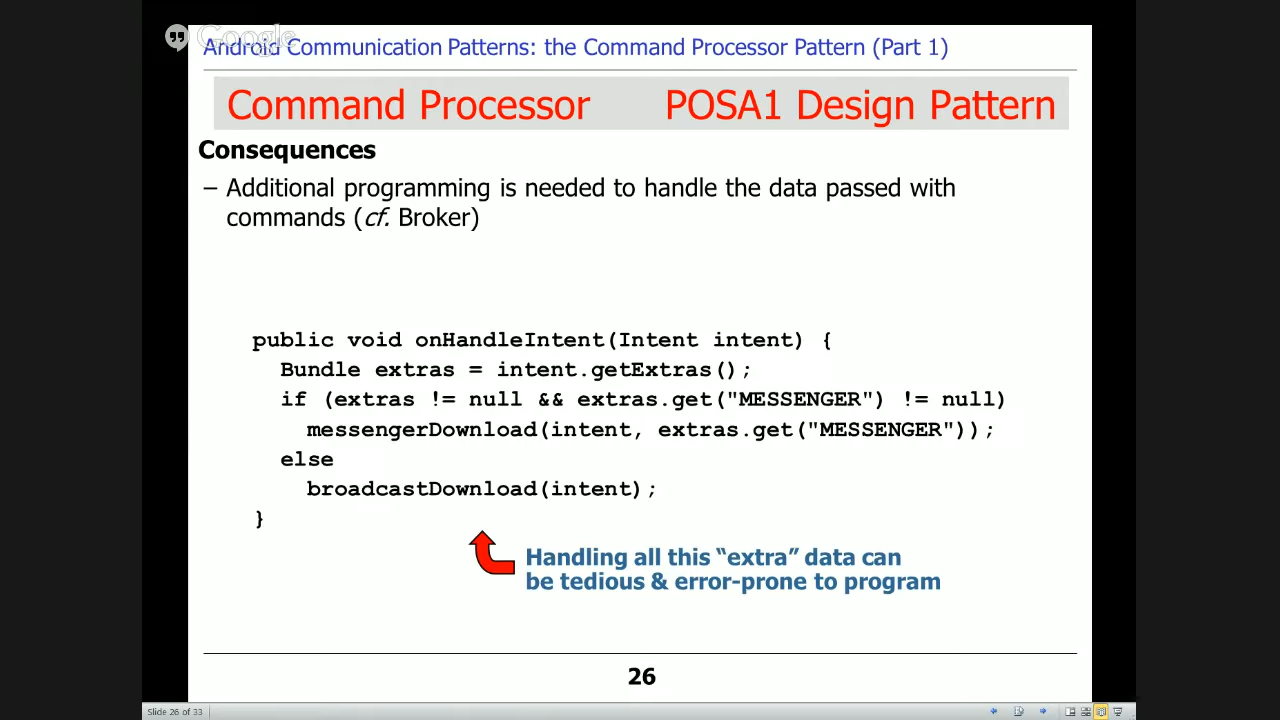 Google
Android Communication Patterns: the Command Processor Pattern (Part 1)
Command Processor POSA1 Design Pattern
Consequences
– Additional programming is needed to handle the data passed with
commands (cf. Broker)
public void onHandleIntent(Intent intent) {
Bundle extras = intent.getExtras();
if (extras != null && extras.get("MESSENGER") != null)
messengerDownload(intent, extras.get("MESSENGER"));
else
broadcastDownload(intent);
}
Handling all this “extra” data can
be tedious & error-prone to program
26
Slide 26 of 33